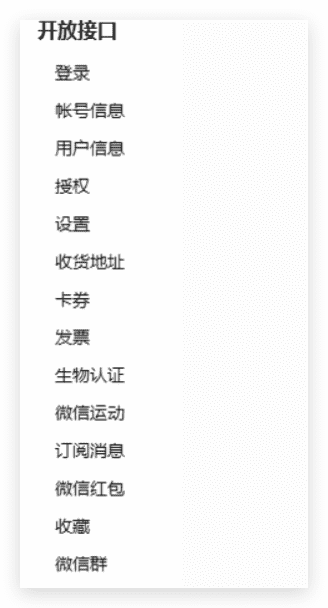 开放接口
登录
帐号信息
用户信息
授权
设置
收货地址
卡券
发票
生物认证
微信运动
订阅消息
微信红包
收藏
微信群